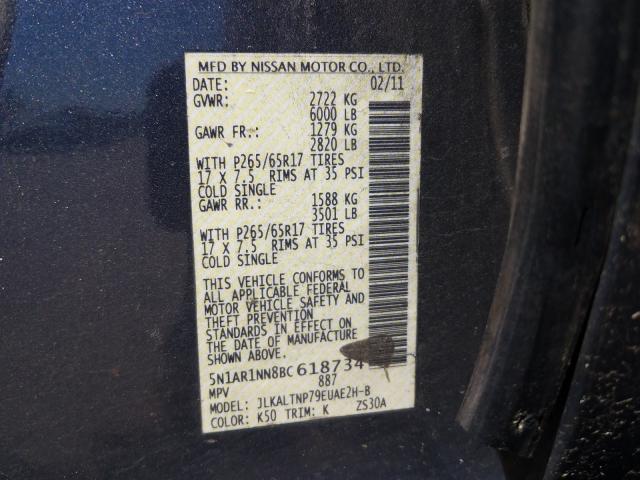 MFD BY NISSAN MOTOR CO., LTD.
DATE: 02/11
GVWR: 2722 KG
6000 LB
GAWR FR.: 1279 KG
2820 LB
WITH P265/65R17 TIRES
17 X 7.5 RIMS AT 35 PSI
COLD SINGLE
GAWR RR.: 1588 KG
3501 LB
WITH P265/65R17 TIRES
17 X 7.5 RIMS AT 35 PSI
COLD SINGLE
THIS VEHICLE CONFORMS TO
ALL APPLICABLE FEDERAL
MOTOR VEHICLE SAFETY AND
THEFT PREVENTION
STANDARDS IN EFFECT ON
THE DATE OF MANUFACTURE
SHOWN ABOVE.
5N1AR1NN8BC618734
MPV 887
MODEL: JLKALTNP79EUAE2H-B
COLOR: K50 TRIM: K ZS30A